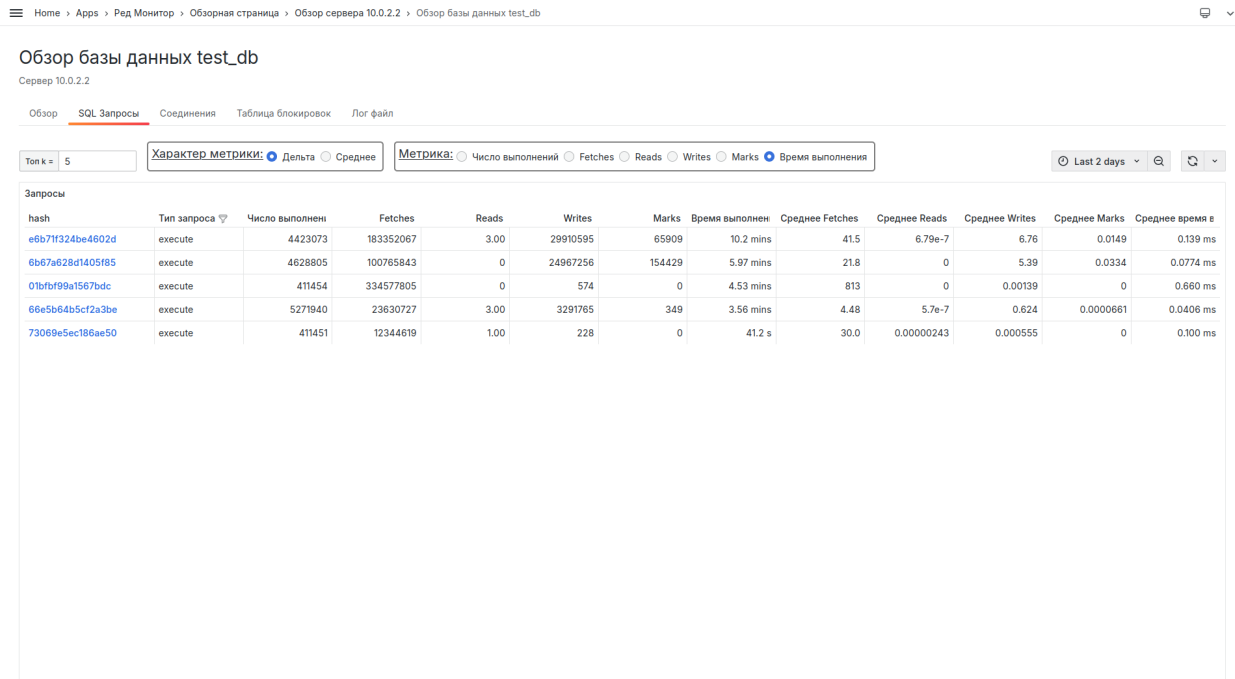 Home › Apps › Ред Монитор › Обзорная страница › Обзор сервера 10.0.2.2 › Обзор базы данных test_db
Обзор базы данных test_db
Сервер 10.0.2.2
Обзор SQL Запросы Соединения Таблица блокировок Лог файл
Топ k = 5 Характер метрики: Дельта Среднее Метрика: Число выполнений Fetches Reads Writes Marks Время выполнения Last 2 days
Запросы
hash Тип запроса Число выполнени Fetches Reads Writes Marks Время выполнен Среднее Fetches Среднее Reads Среднее Writes Среднее Marks Среднее время в
e6b71f324be4602d execute 4423073 183352067 3.00 29910595 65909 10.2 mins 41.5 6.79e-7 6.76 0.0149 0.139 ms
6b67a628d1405f85 execute 4628805 100765843 0 24967256 154429 5.97 mins 21.8 0 5.39 0.0334 0.0774 ms
01bfbf99a1567bdc execute 411454 334577805 0 574 0 4.53 mins 813 0 0.00139 0 0.660 ms
66e5b64b5cf2a3be execute 5271940 23630727 3.00 3291765 349 3.56 mins 4.48 5.7e-7 0.624 0.0000661 0.0406 ms
73069e5ec186ae50 execute 411451 12344619 1.00 228 0 41.2 s 30.0 0.00000243 0.000555 0 0.100 ms